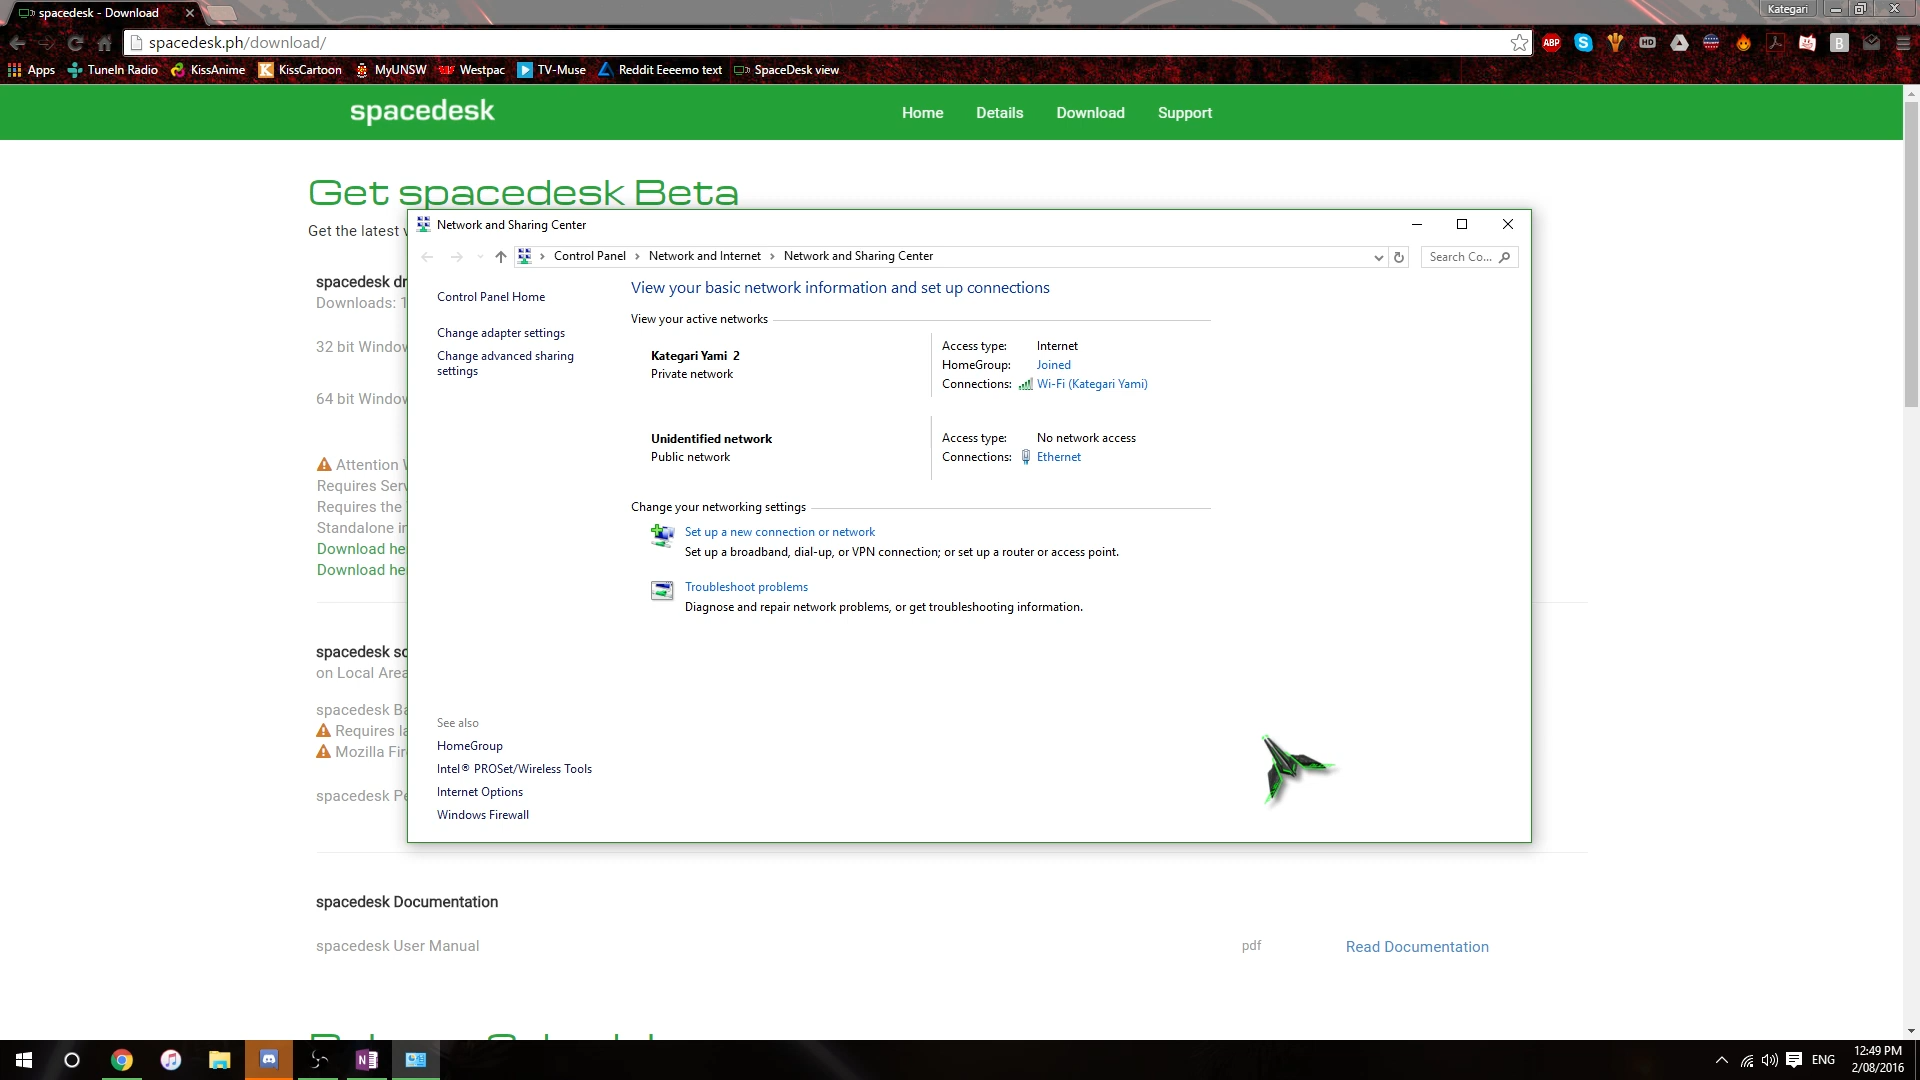 spacedesk - Download
Kategari
spacedesk.ph/download/
ABP
HD
B
Apps
TuneIn Radio
KissAnime
KissCartoon
MyUNSW
Westpac
TV-Muse
Reddit Eeeemo text
SpaceDesk view
spacedesk
Home
Details
Download
Support
Get spacedesk Beta
Get the latest
Network and Sharing Center
Control Panel > Network and Internet > Network and Sharing Center
Search Co...
spacedesk dr
Downloads: 1
32 bit Window
64 bit Window
Attention
Requires Serv
Requires the
Standalone in
Download he
Download he
spacedesk so
on Local Area
spacedesk Ba
Requires la
Mozilla Fir
spacedesk Pe
Control Panel Home
Change adapter settings
Change advanced sharing
settings
View your basic network information and set up connections
View your active networks
Kategari Yami 2
Private network
Access type: Internet
HomeGroup: Joined
Connections: Wi-Fi (Kategari Yami)
Unidentified network
Public network
Access type: No network access
Connections: Ethernet
Change your networking settings
Set up a new connection or network
Set up a broadband, dial-up, or VPN connection; or set up a router or access point.
Troubleshoot problems
Diagnose and repair network problems, or get troubleshooting information.
See also
HomeGroup
Intel® PROSet/Wireless Tools
Internet Options
Windows Firewall
spacedesk Documentation
spacedesk User Manual
pdf
Read Documentation
ENG
12:49 PM
2/08/2016